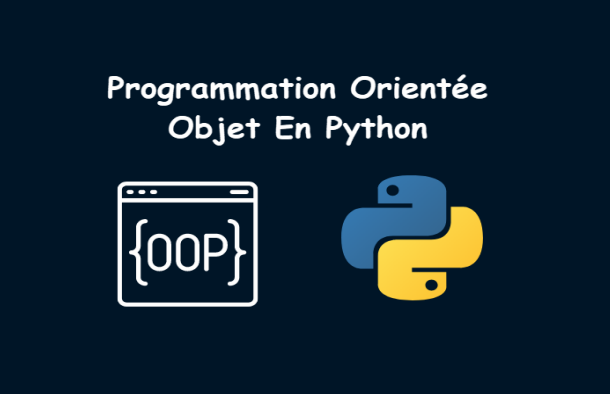 Programmation Orientée
Objet En Python
{OOP}